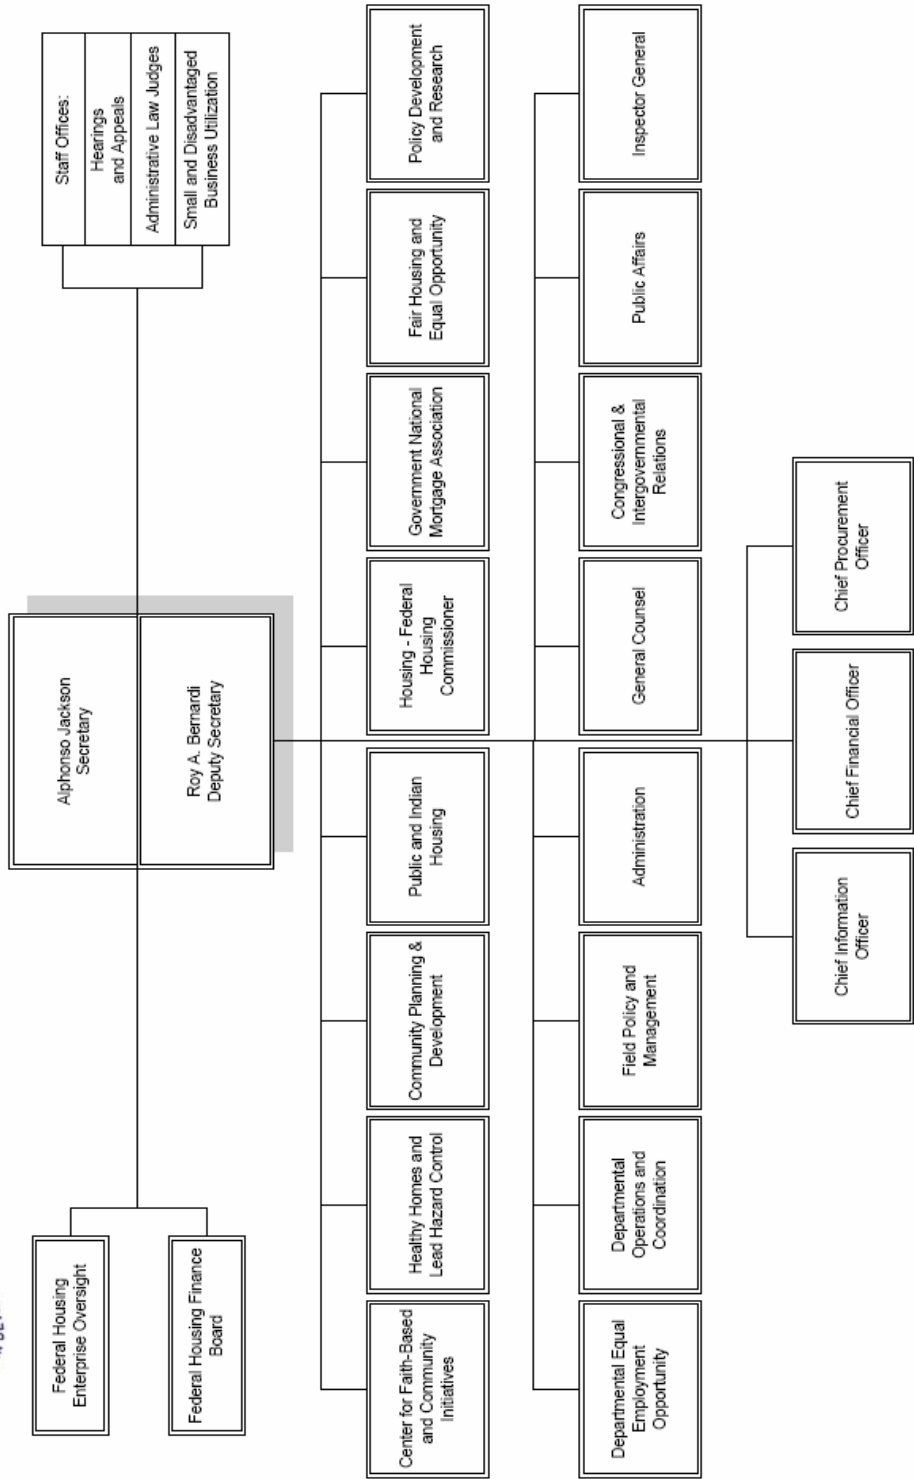 Federal Housing
Enterprise Oversight
Federal Housing Finance
Board
Alphonso Jackson
Secretary
Roy A. Bernardi
Deputy Secretary
Staff Offices:
Hearings
and Appeals
Administrative Law Judges
Small and Disadvantaged
Business Utilization
Center for Faith-Based
and Community
Initiatives
Healthy Homes and
Lead Hazard Control
Community Planning &
Development
Public and Indian
Housing
Housing - Federal
Housing
Commissioner
Government National
Mortgage Association
Fair Housing and
Equal Opportunity
Policy Development
and Research
Departmental Equal
Employment
Opportunity
Departmental
Operations and
Coordination
Field Policy and
Management
Administration
General Counsel
Congressional &
Intergovernmental
Relations
Public Affairs
Inspector General
Chief Information
Officer
Chief Financial Officer
Chief Procurement
Officer